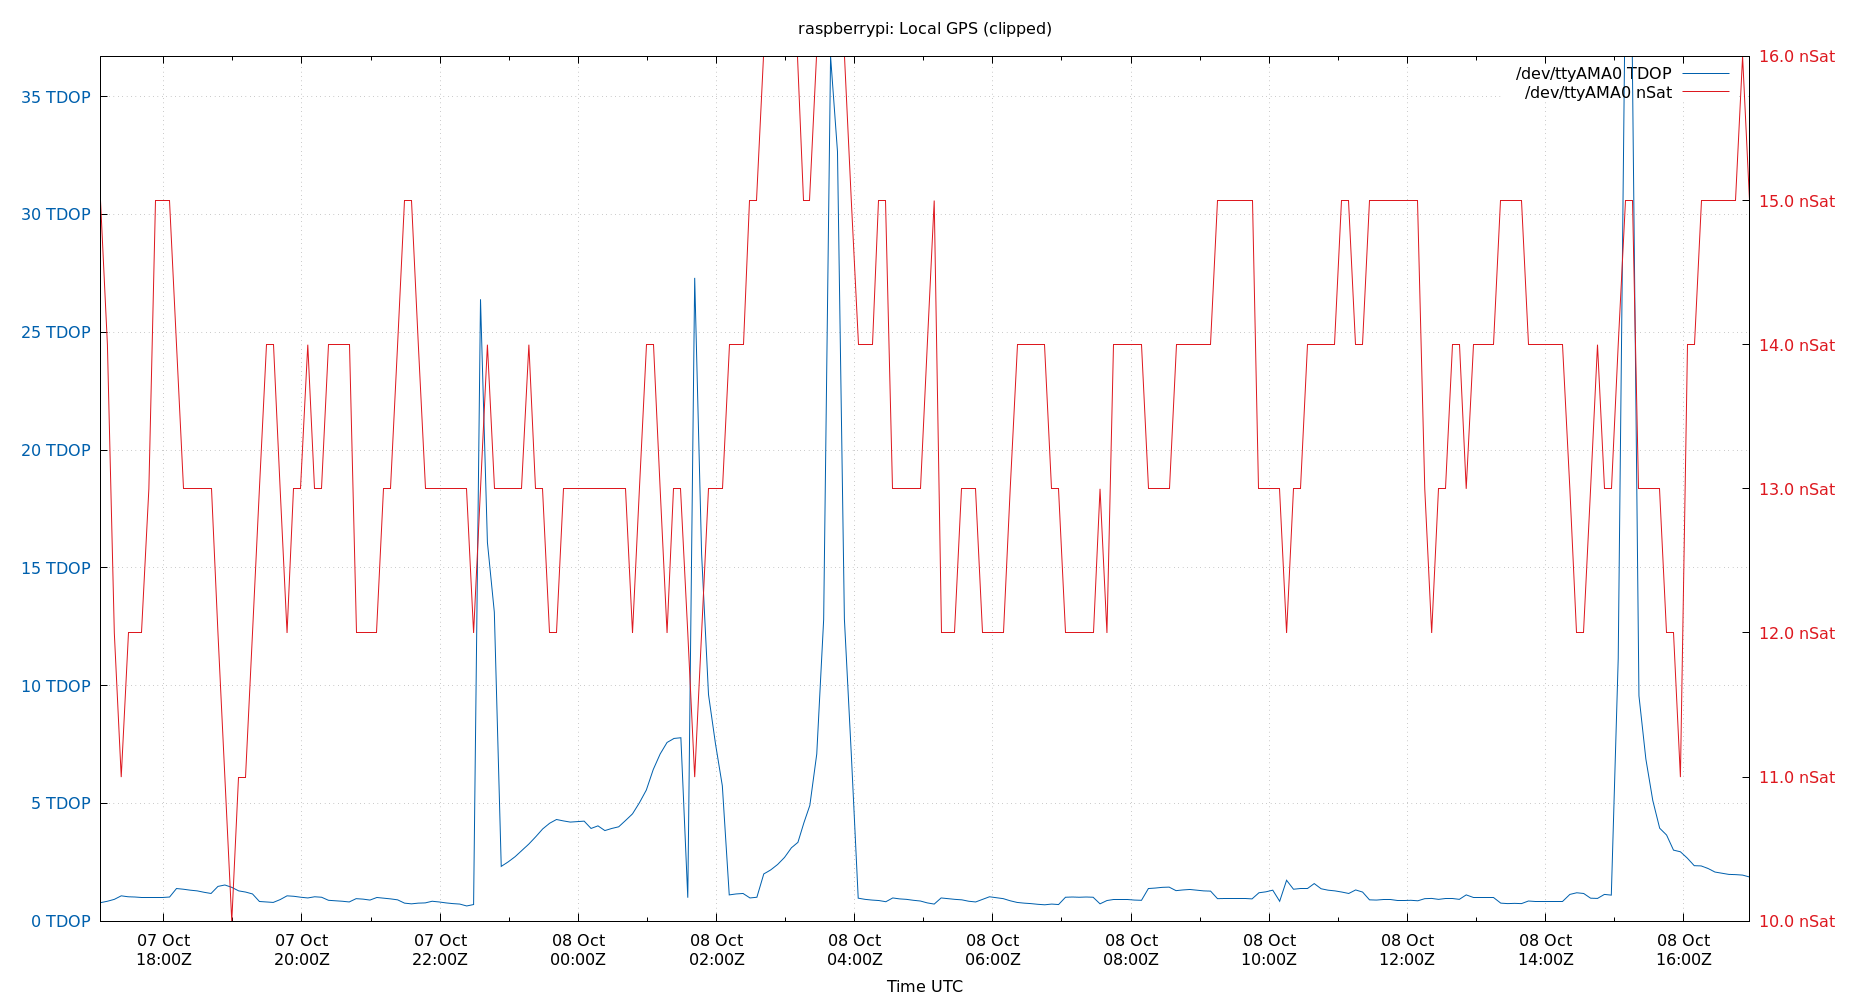 raspberrypi: Local GPS (clipped)
16.0 nSat
/dev/ttyAMA0 TDOP
/dev/ttyAMA0 nSat
35 TDOP
30 TDOP
15.0 nSat
25 TDOP
14.0 nSat
20 TDOP
13.0 nSat
15 TDOP
12.0 nSat
10 TDOP
11.0 nSat
5 TDOP
0 TDOP
10.0 nSat
07 Oct 07 Oct 07 Oct 08 Oct 08 Oct 08 Oct 08 Oct 08 Oct 08 Oct 08 Oct 08 Oct 08 Oct
18:00Z 20:00Z 22:00Z 00:00Z 02:00Z 04:00Z 06:00Z 08:00Z 10:00Z 12:00Z 14:00Z 16:00Z
Time UTC